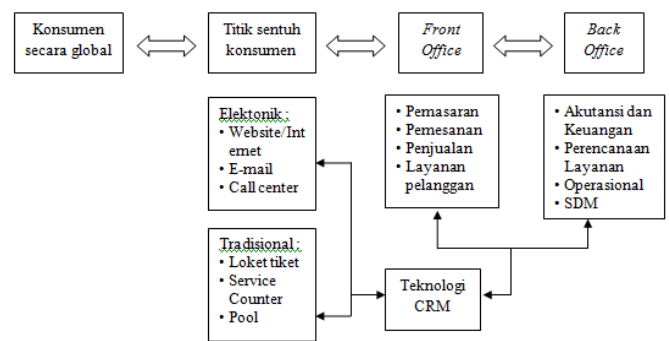 Konsumen
secara global
Titik sentuh
konsumen
Front
Office
Back
Office
Elektonik :
• Website/Int
ernet
• E-mail
• Call center
Tradisional :
• Loket tiket
• Service
Counter
• Pool
• Pemasaran
• Pemesanan
• Penjualan
• Layanan
pelanggan
• Akutansi dan
Keuangan
• Perencanaan
Layanan
• Operasional
• SDM
Teknologi
CRM